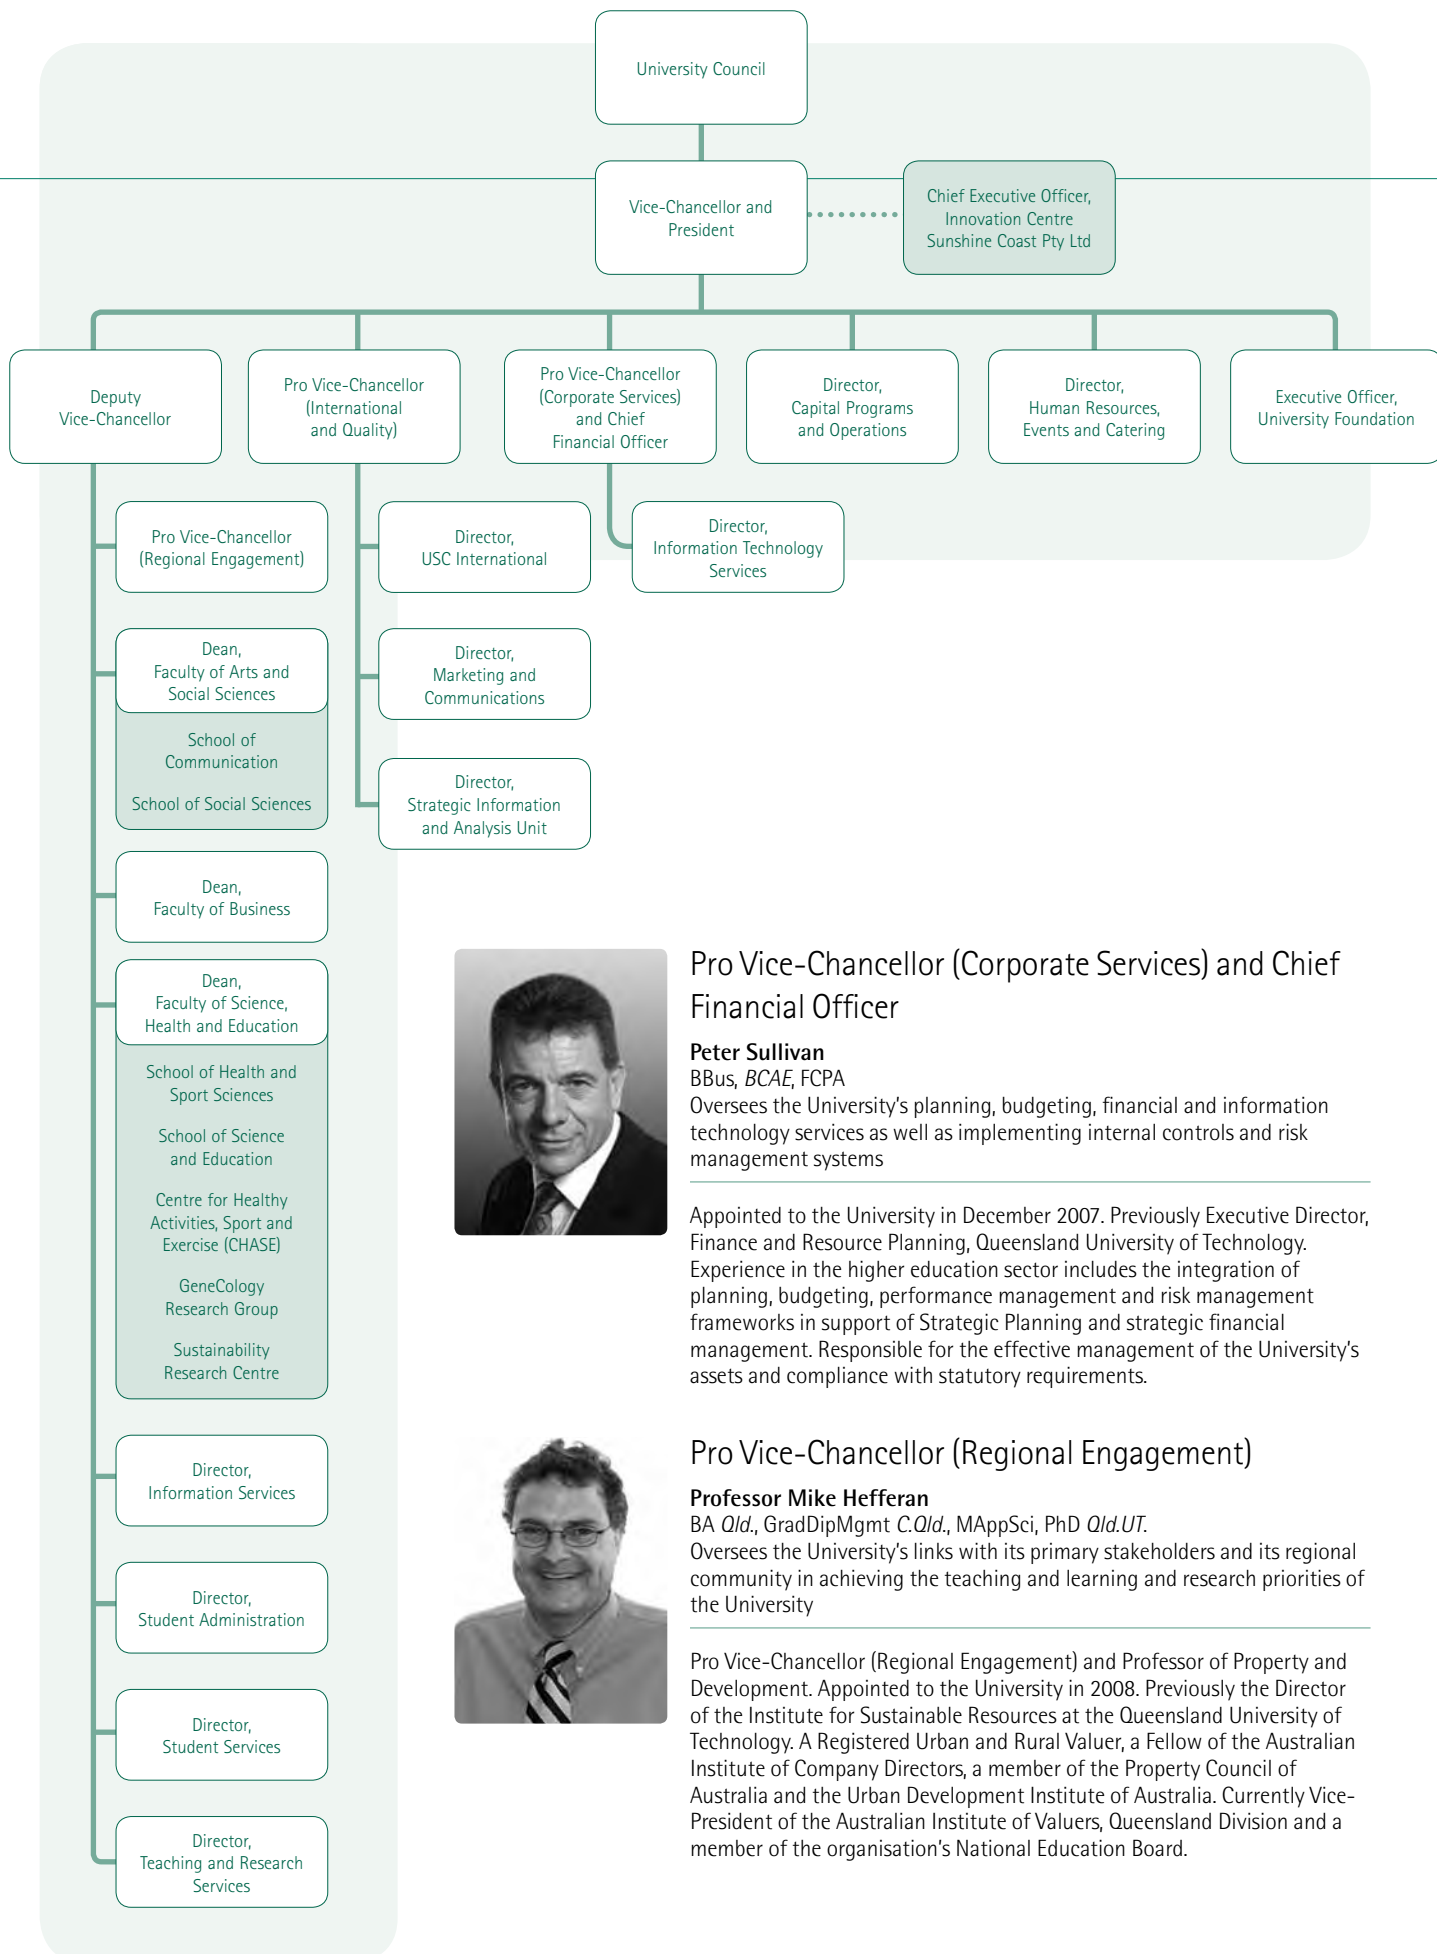 University Council
Vice-Chancellor and
President
Chief Executive Officer,
Innovation Centre
Sunshine Coast Pty Ltd
Deputy
Vice-Chancellor
Pro Vice-Chancellor
(International
and Quality)
Pro Vice-Chancellor
(Corporate Services)
and Chief
Financial Officer
Director,
Capital Programs
and Operations
Director,
Human Resources,
Events and Catering
Executive Officer,
University Foundation
Pro Vice-Chancellor
(Regional Engagement)
Director,
USC International
Director,
Information Technology
Services
Dean,
Faculty of Arts and
Social Sciences
School of
Communication
School of Social Sciences
Director,
Marketing and
Communications
Director,
Strategic Information
and Analysis Unit
Dean,
Faculty of Business
Dean,
Faculty of Science,
Health and Education
School of Health and
Sport Sciences
School of Science
and Education
Centre for Healthy
Activities, Sport and
Exercise (CHASE)
GeneCology
Research Group
Sustainability
Research Centre
Director,
Information Services
Director,
Student Administration
Director,
Student Services
Director,
Teaching and Research
Services
Pro Vice-Chancellor (Corporate Services) and Chief
Financial Officer
Peter Sullivan
BBus, BCAE, FCPA
Oversees the University's planning, budgeting, financial and information
technology services as well as implementing internal controls and risk
management systems
Appointed to the University in December 2007. Previously Executive Director,
Finance and Resource Planning, Queensland University of Technology.
Experience in the higher education sector includes the integration of
planning, budgeting, performance management and risk management
frameworks in support of Strategic Planning and strategic financial
management. Responsible for the effective management of the University's
assets and compliance with statutory requirements.
Pro Vice-Chancellor (Regional Engagement)
Professor Mike Hefferan
BA Qld., GradDipMgmt C.Qld., MAppSci, PhD Qld.UT.
Oversees the University's links with its primary stakeholders and its regional
community in achieving the teaching and learning and research priorities of
the University
Pro Vice-Chancellor (Regional Engagement) and Professor of Property and
Development. Appointed to the University in 2008. Previously the Director
of the Institute for Sustainable Resources at the Queensland University of
Technology. A Registered Urban and Rural Valuer, a Fellow of the Australian
Institute of Company Directors, a member of the Property Council of
Australia and the Urban Development Institute of Australia. Currently Vice-
President of the Australian Institute of Valuers, Queensland Division and a
member of the organisation's National Education Board.